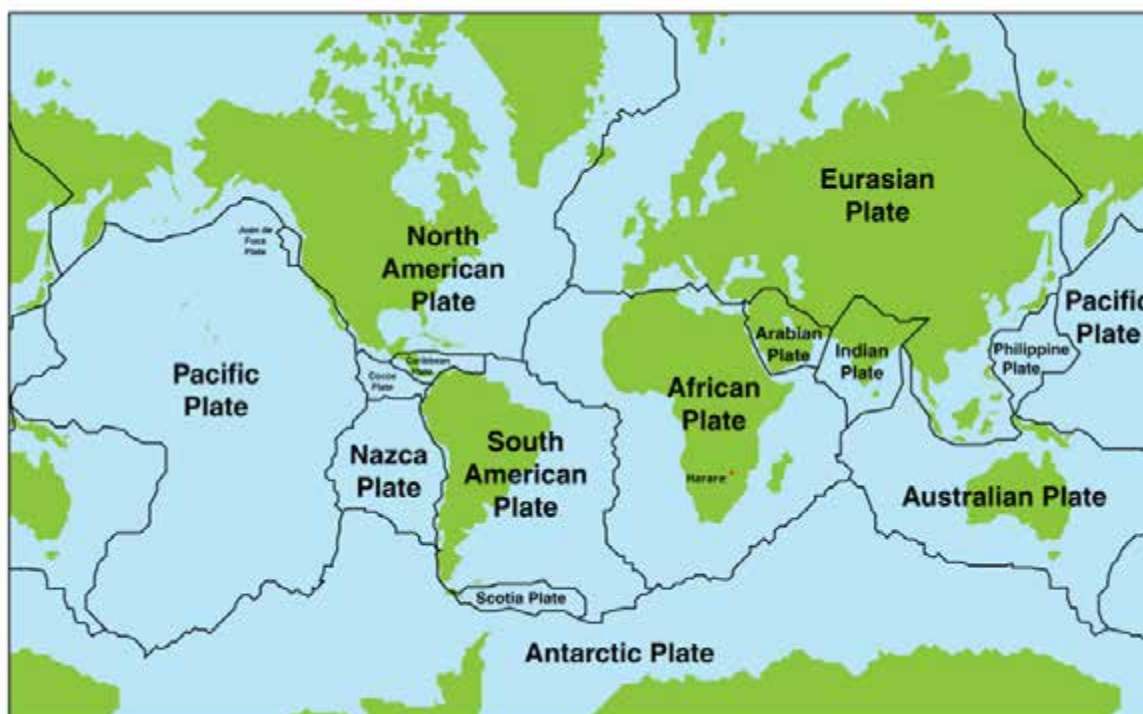 Eurasian
Plate
Juan de
Fuca
Plate
North
American
Plate
Pacific
Plate
Arabian
Plate
Indian
Plate
Philippine
Plate
Caribbean
Plate
Cocos
Plate
Pacific
Plate
African
Plate
Nazca
Plate
South
American
Plate
Harare
Australian Plate
Scotia Plate
Antarctic Plate